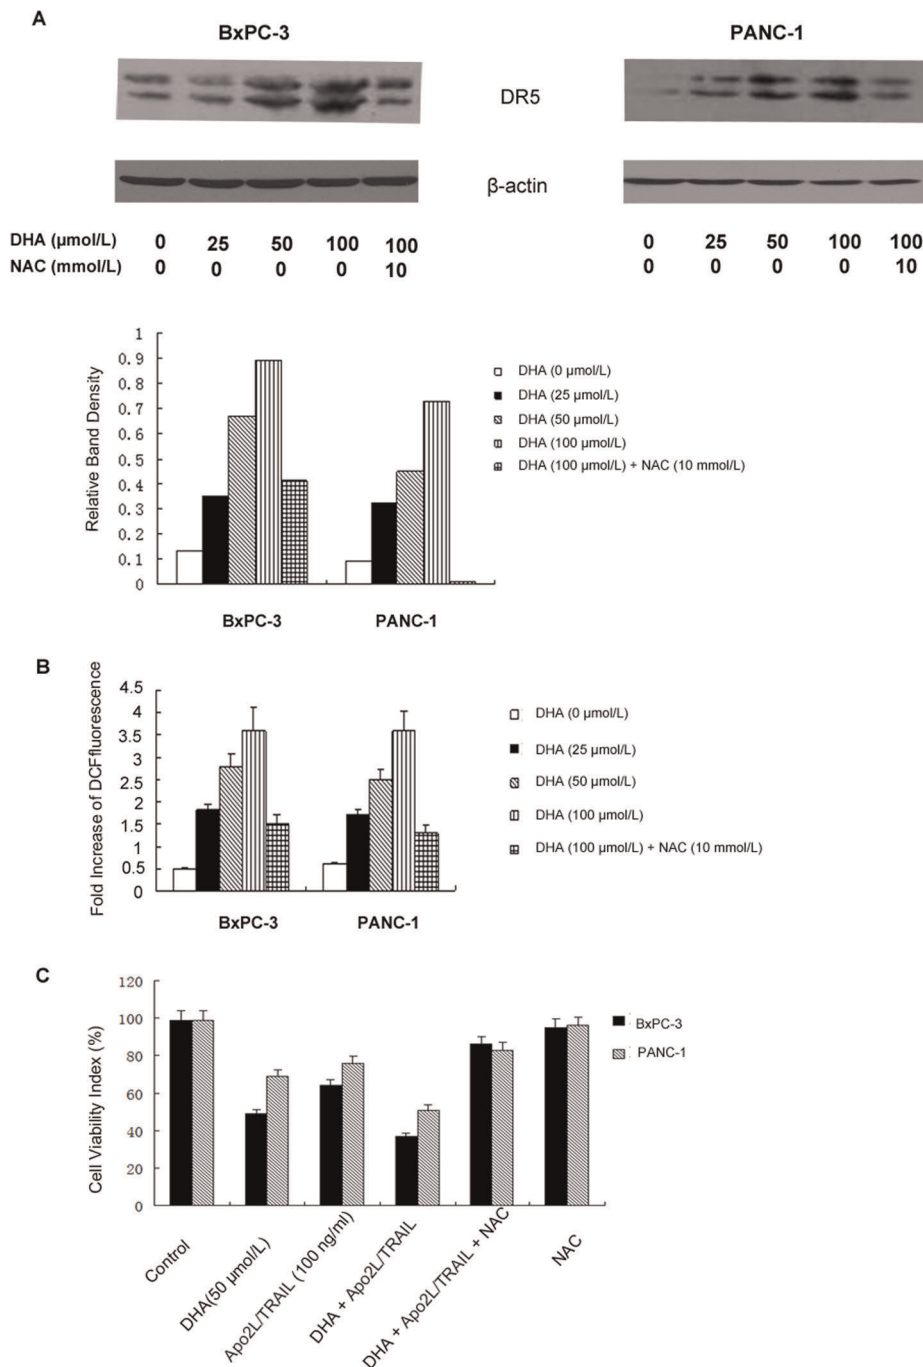 A
BxPC-3 PANC-1
DR5
β-actin
DHA (µmol/L) 0 25 50 100 100 0 25 50 100 100
NAC (mmol/L) 0 0 0 0 10 0 0 0 0 10
Relative Band Density
1
0.9
0.8
0.7
0.6
0.5
0.4
0.3
0.2
0.1
0
BxPC-3 PANC-1
DHA (0 µmol/L)
DHA (25 µmol/L)
DHA (50 µmol/L)
DHA (100 µmol/L)
DHA (100 µmol/L) + NAC (10 mmol/L)
B
Fold Increase of DCFfluorescence
4.5
4
3.5
3
2.5
2
1.5
1
0.5
0
BxPC-3 PANC-1
DHA (0 µmol/L)
DHA (25 µmol/L)
DHA (50 µmol/L)
DHA (100 µmol/L)
DHA (100 µmol/L) + NAC (10 mmol/L)
C
Cell Viability Index (%)
120
100
80
60
40
20
0
Control
DHA(50 µmol/L)
Apo2L/TRAIL (100 ng/ml)
DHA + Apo2L/TRAIL
DHA + Apo2L/TRAIL + NAC
NAC
BxPC-3
PANC-1